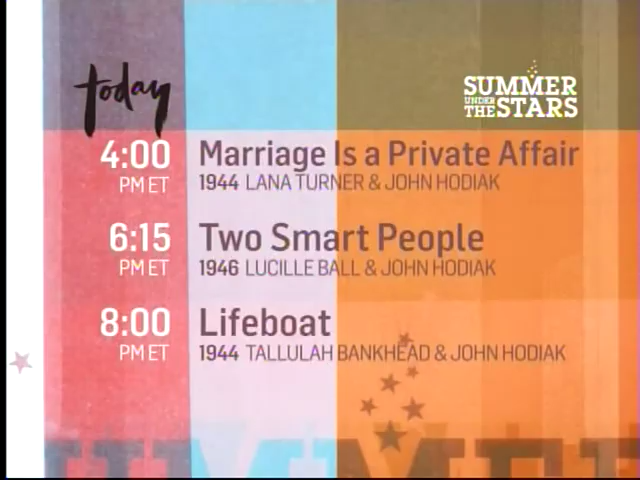 today
SUMMER
UNDER
THE STARS
4:00
PM ET
Marriage Is a Private Affair
1944 LANA TURNER & JOHN HODIAK
6:15
PM ET
Two Smart People
1946 LUCILLE BALL & JOHN HODIAK
8:00
PM ET
Lifeboat
1944 TALLULAH BANKHEAD & JOHN HODIAK